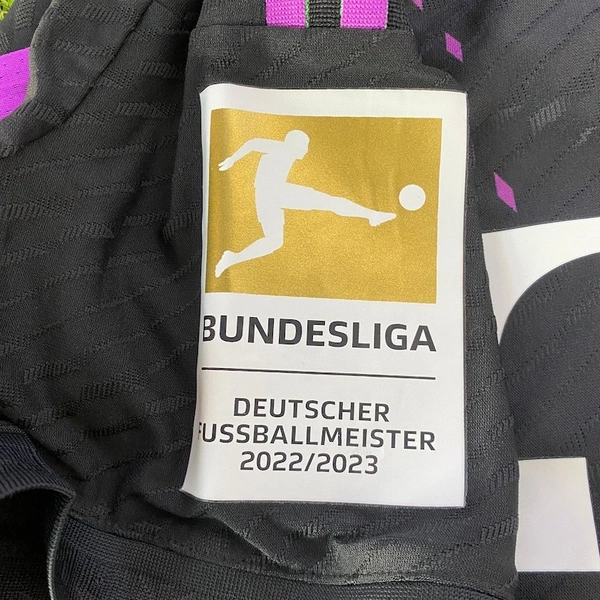 BUNDESLIGA
DEUTSCHER
FUSSBALLMEISTER
2022/2023